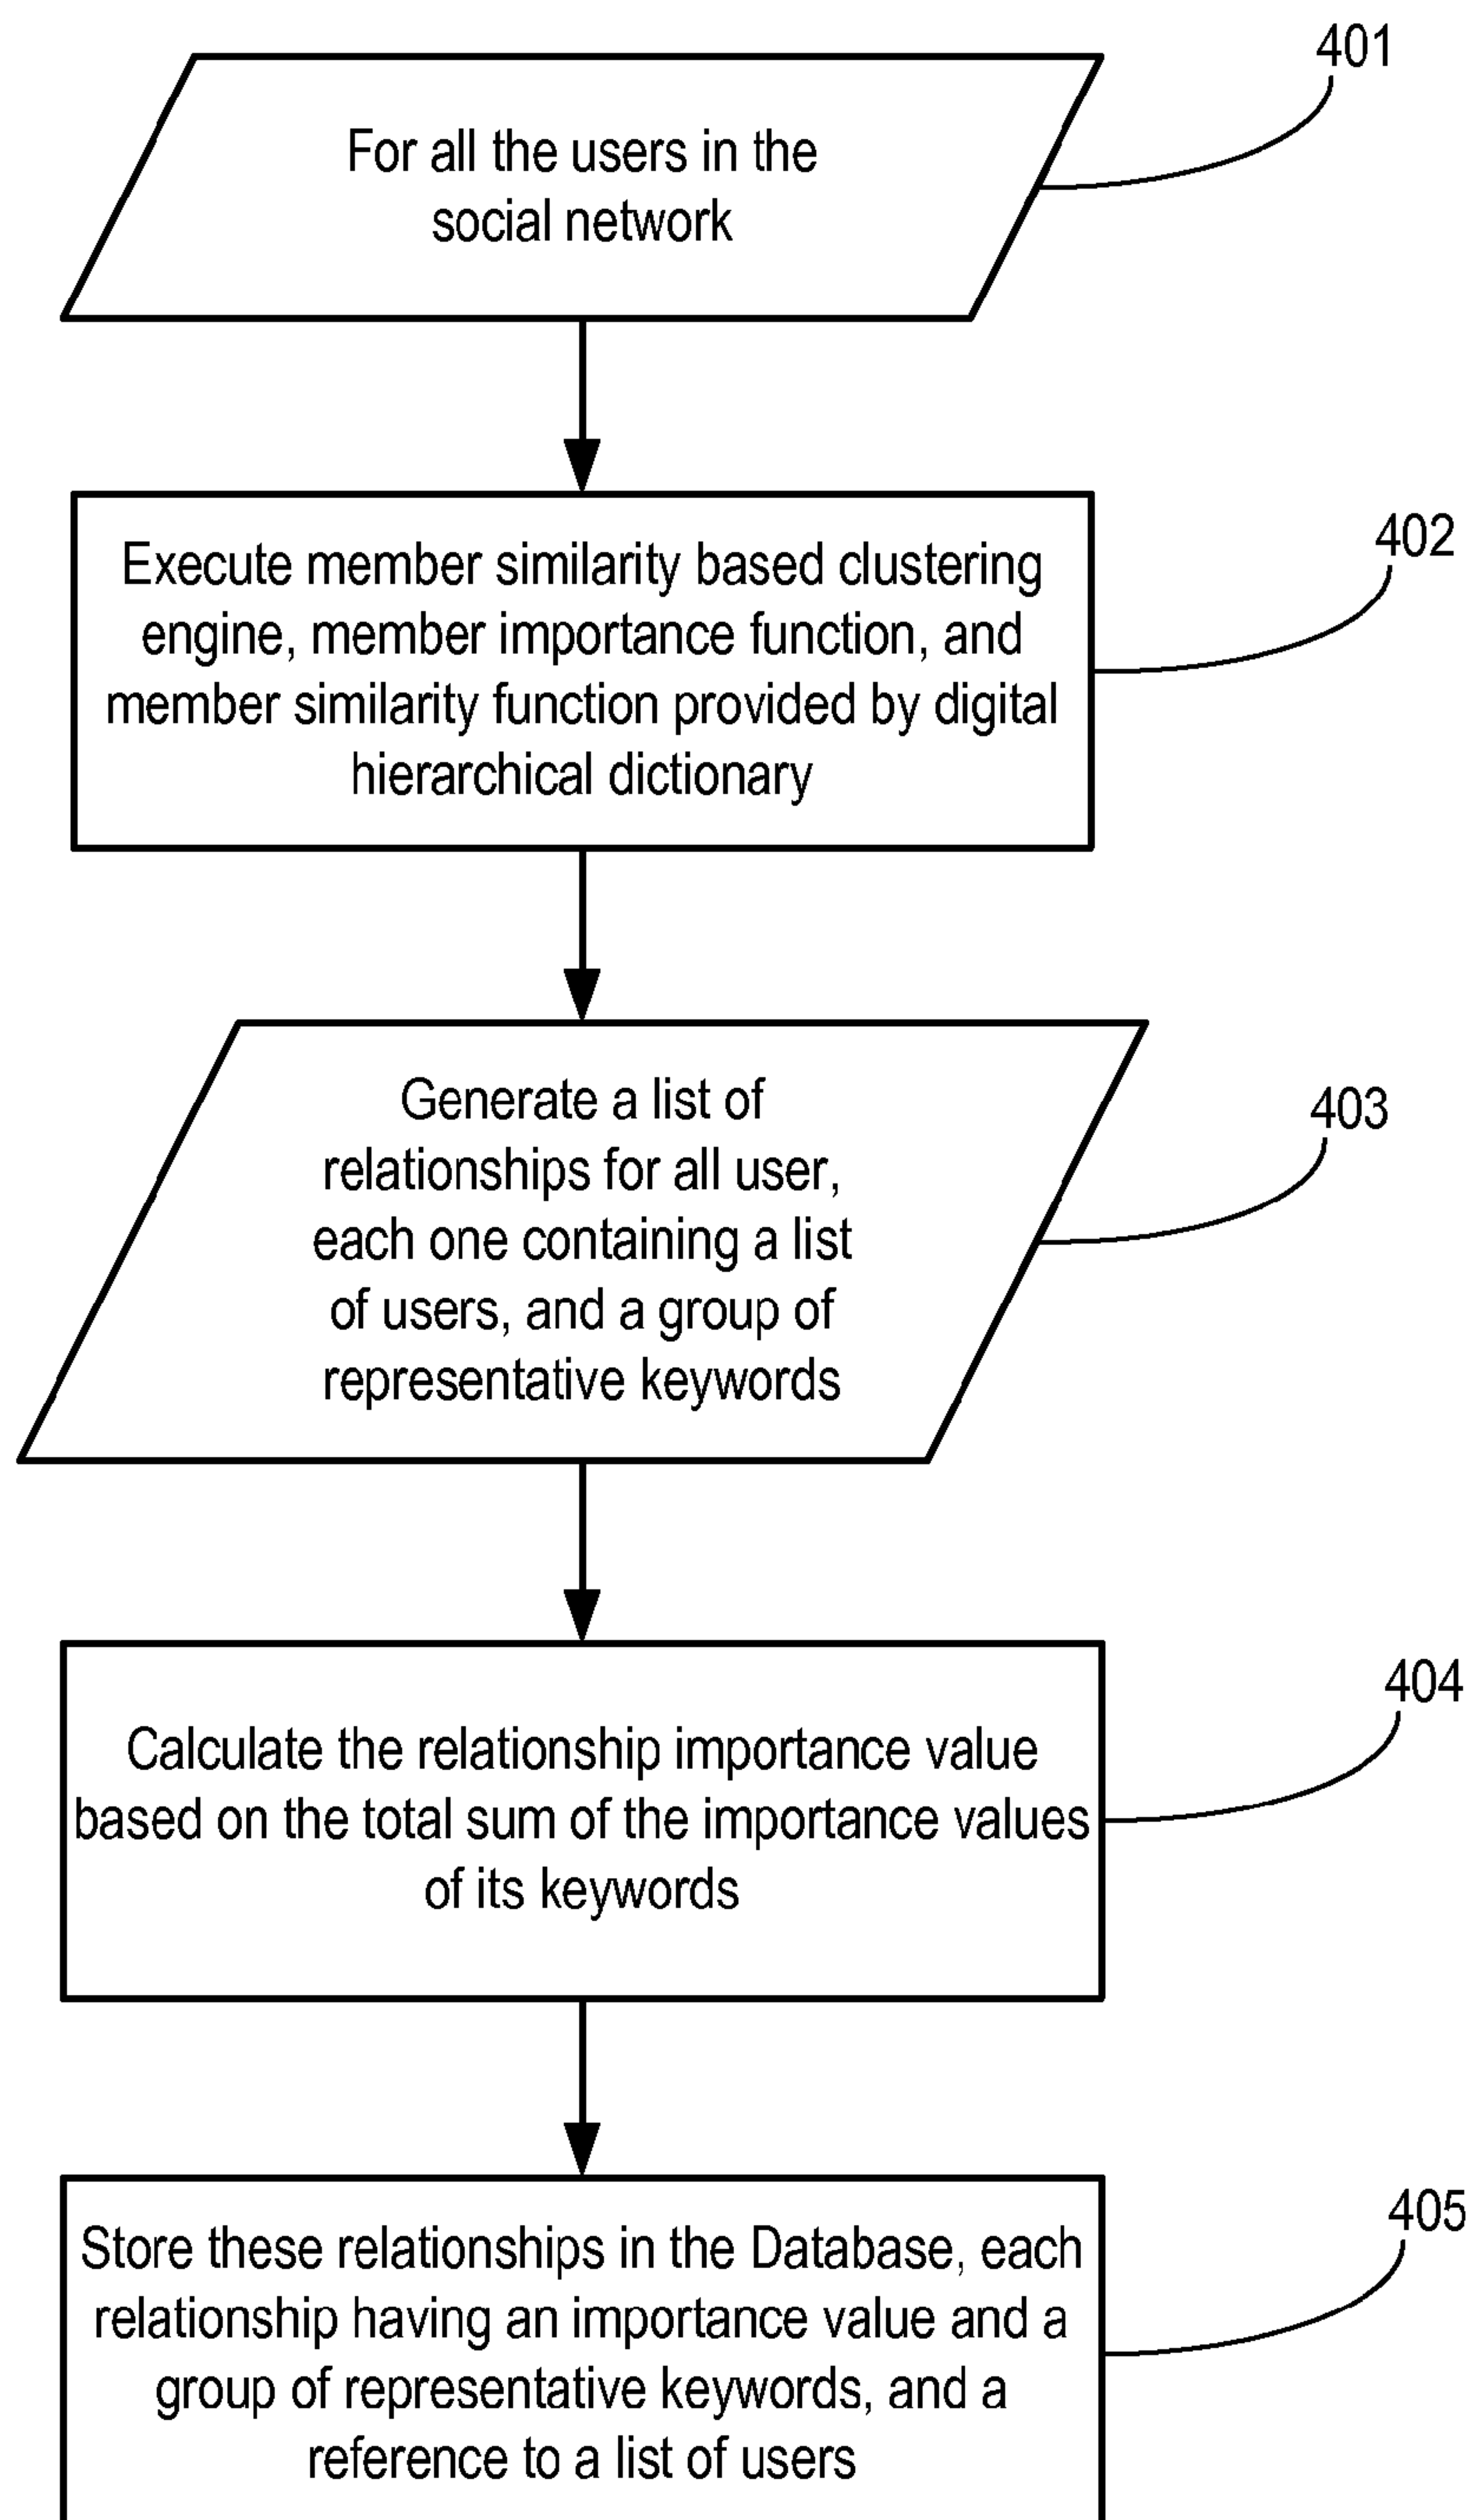 401
For all the users in the
social network
402
Execute member similarity based clustering
engine, member importance function, and
member similarity function provided by digital
hierarchical dictionary
403
Generate a list of
relationships for all user,
each one containing a list
of users, and a group of
representative keywords
404
Calculate the relationship importance value
based on the total sum of the importance values
of its keywords
405
Store these relationships in the Database, each
relationship having an importance value and a
group of representative keywords, and a
reference to a list of users